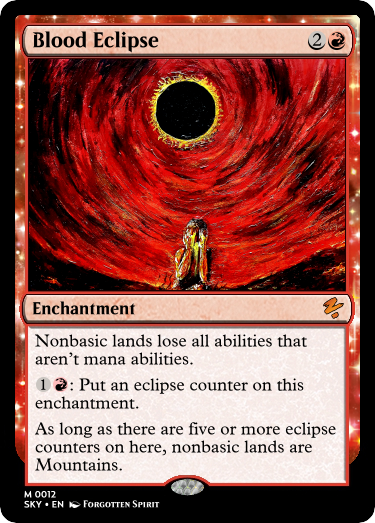 Blood Eclipse 2
Enchantment
Nonbasic lands lose all abilities that
aren't mana abilities.
1 : Put an eclipse counter on this
enchantment.
As long as there are five or more eclipse
counters on here, nonbasic lands are
Mountains.
M 0012
SKY • EN Forgotten Spirit